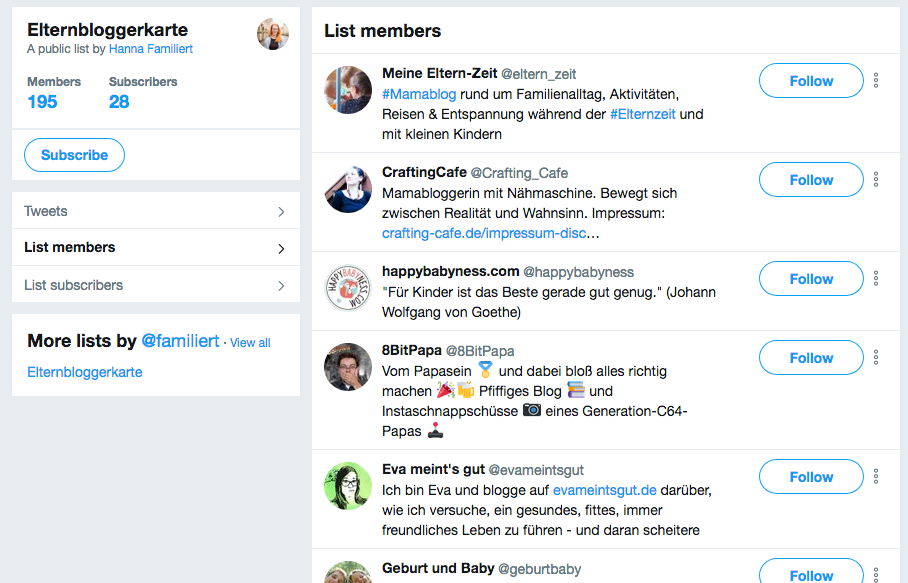 Elternbloggerkarte
A public list by Hanna Familiert
Members Subscribers
195 28
Subscribe
Tweets
List members
List subscribers
More lists by @familiert · View all
Elternbloggerkarte
List members
Meine Eltern-Zeit @eltern_zeit
#Mamablog rund um Familienalltag, Aktivitäten,
Reisen & Entspannung während der #Elternzeit und
mit kleinen Kindern
Follow
CraftingCafe @Crafting_Cafe
Mamabloggerin mit Nähmaschine. Bewegt sich
zwischen Realität und Wahnsinn. Impressum:
crafting-cafe.de/impressum-disc…
Follow
HAPPYBABYNESS.COM
happybabyness.com @happybabyness
"Für Kinder ist das Beste gerade gut genug." (Johann
Wolfgang von Goethe)
Follow
8BitPapa @8BitPapa
Vom Papasein 🏅 und dabei bloß alles richtig
machen 🎉🍻 Pfiffiges Blog 📚 und
Instaschnappschüsse 📷 eines Generation-C64-
Papas 🕹
Follow
Eva meint's gut @evameintsgut
Ich bin Eva und blogge auf evameintsgut.de darüber,
wie ich versuche, ein gesundes, fittes, immer
freundliches Leben zu führen - und daran scheitere
Follow
Geburt und Baby @geburtbaby
Follow